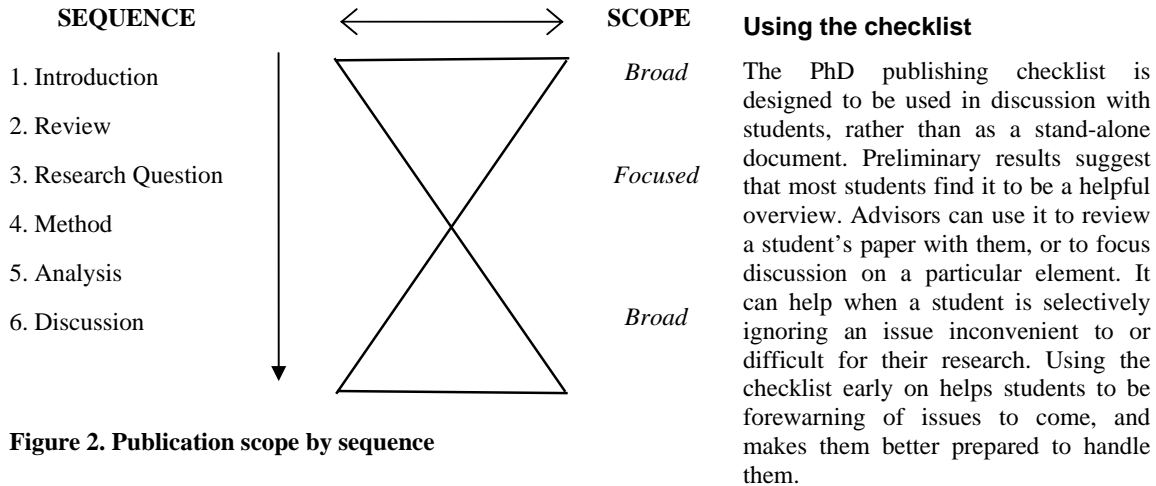 SEQUENCE
SCOPE
1. Introduction
Broad
2. Review
3. Research Question
Focused
4. Method
5. Analysis
6. Discussion
Broad
Figure 2. Publication scope by sequence
Using the checklist
The PhD publishing checklist is
designed to be used in discussion with
students, rather than as a stand-alone
document. Preliminary results suggest
that most students find it to be a helpful
overview. Advisors can use it to review
a student's paper with them, or to focus
discussion on a particular element. It
can help when a student is selectively
ignoring an issue inconvenient to or
difficult for their research. Using the
checklist early on helps students to be
forewarning of issues to come, and
makes them better prepared to handle
them.